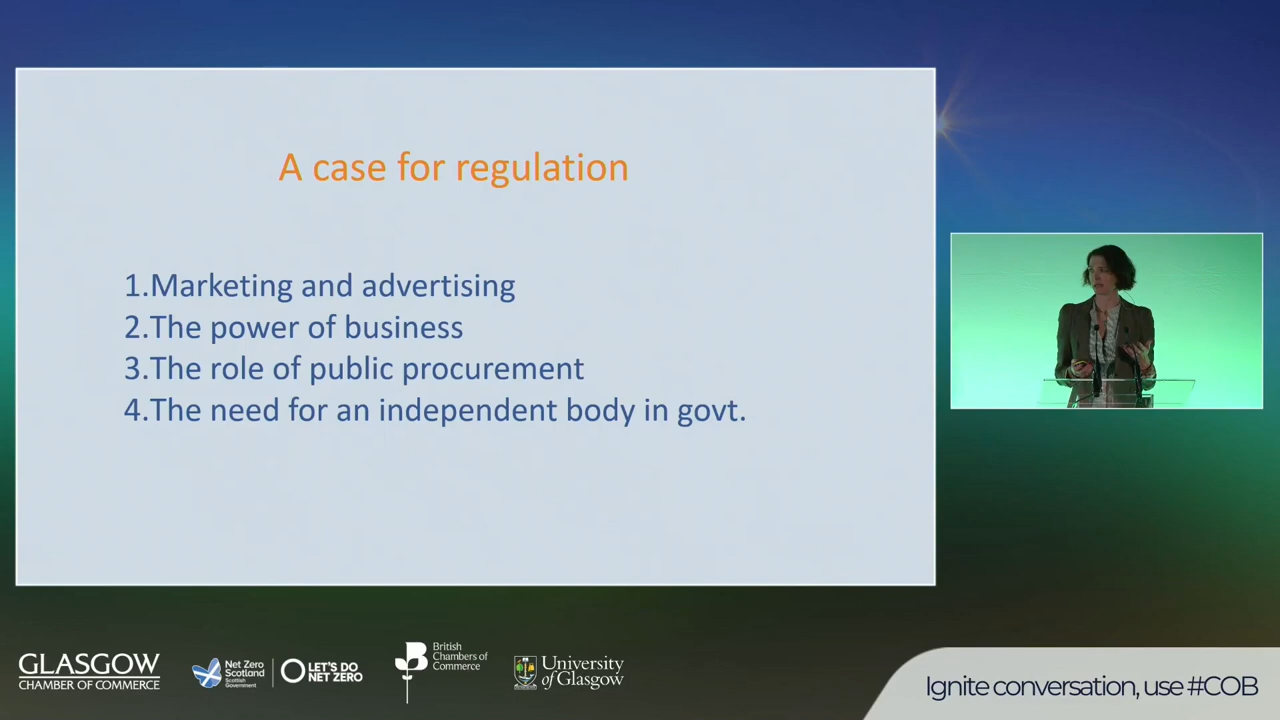 A case for regulation
1.Marketing and advertising
2.The power of business
3.The role of public procurement
4.The need for an independent body in govt.
GLASGOW
CHAMBER OF COMMERCE
Net Zero
Scotland
Scottish
Government
LET'S DO
NET ZERO
British
Chambers of
Commerce
University
of Glasgow
Ignite conversation, use #COB